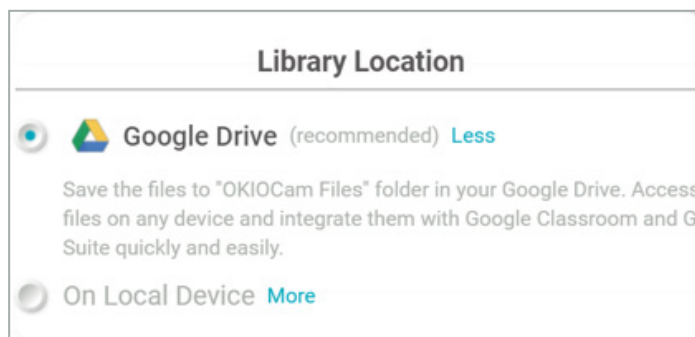 Library Location
Google Drive (recommended) Less
Save the files to "OKIOCam Files" folder in your Google Drive. Access
files on any device and integrate them with Google Classroom and G
Suite quickly and easily.
On Local Device More